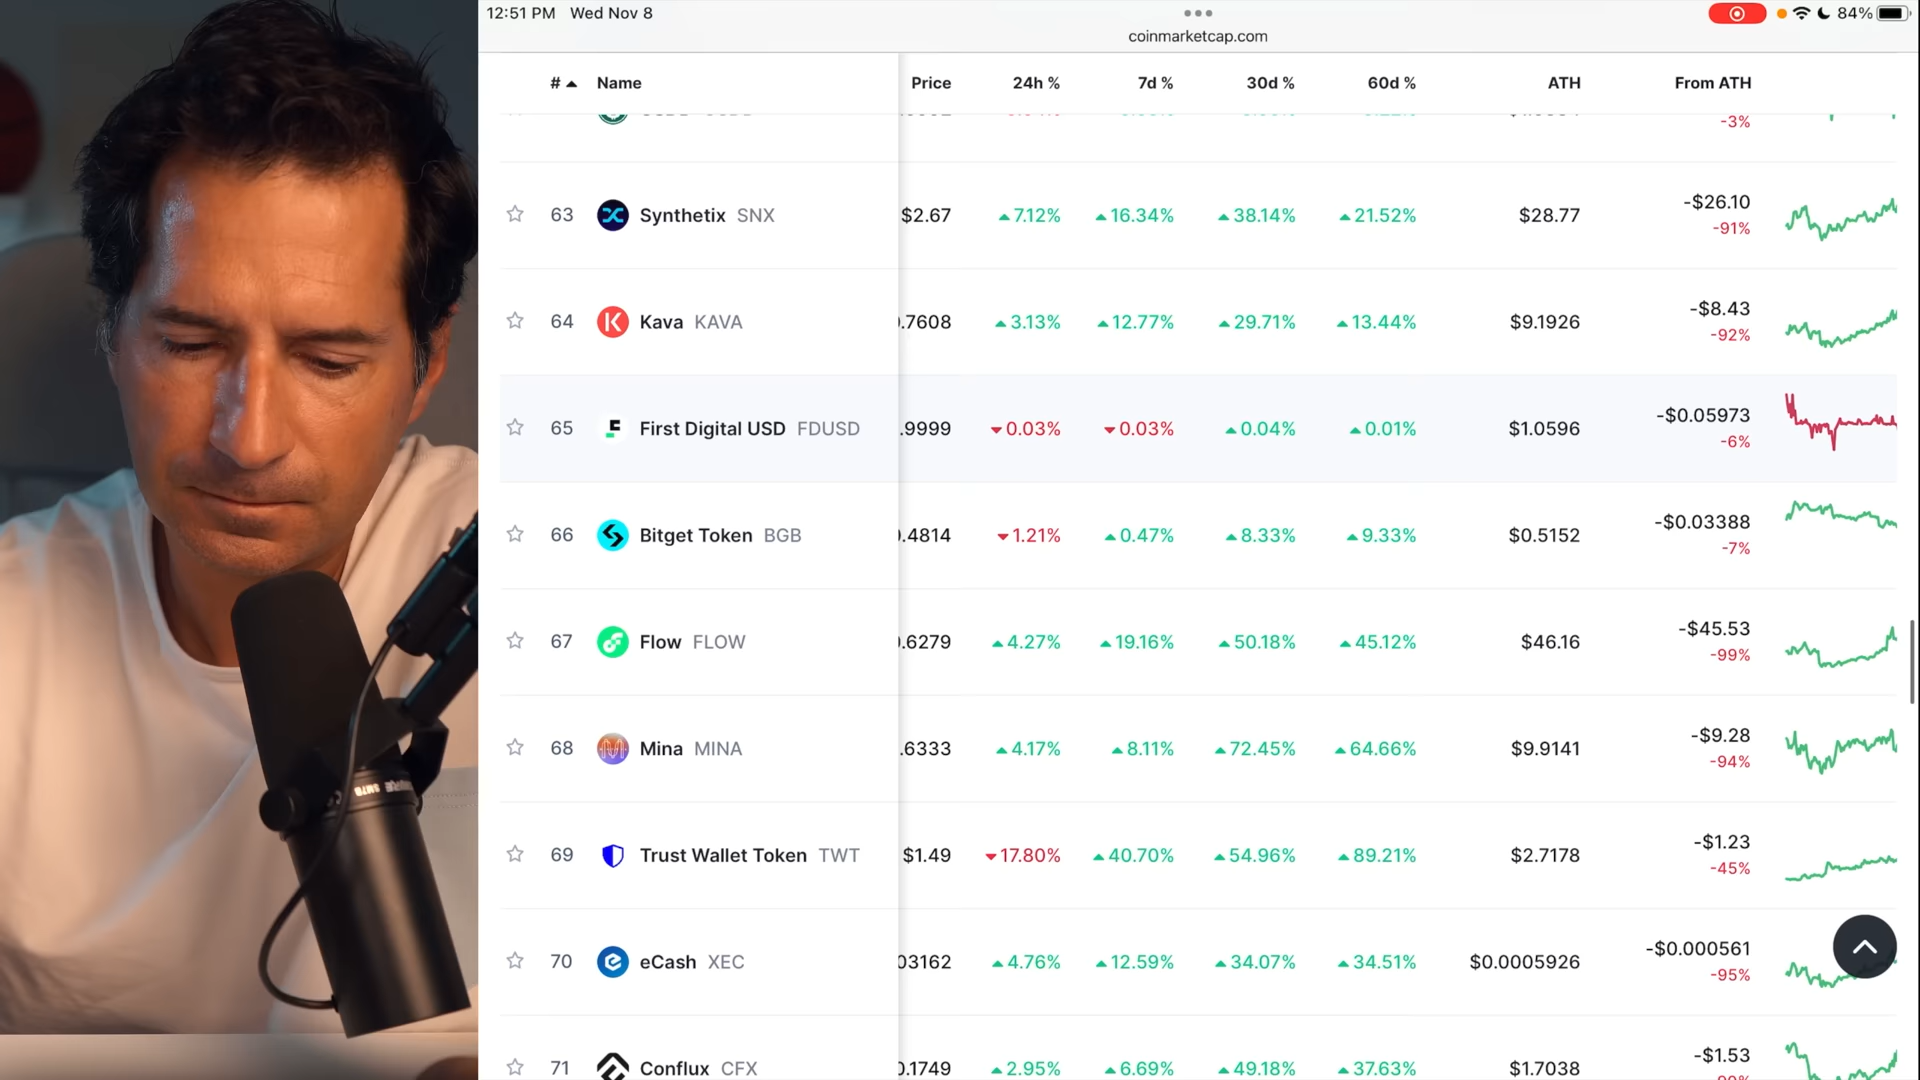 12:51 PM Wed Nov 8
84%
coinmarketcap.com
# Name Price 24h % 7d % 30d % 60d % ATH From ATH
-3%
63 Synthetix SNX $2.67 7.12% 16.34% 38.14% 21.52% $28.77 -$26.10
-91%
64 Kava KAVA .7608 3.13% 12.77% 29.71% 13.44% $9.1926 -$8.43
-92%
65 First Digital USD FDUSD .9999 0.03% 0.03% 0.04% 0.01% $1.0596 -$0.05973
-6%
66 Bitget Token BGB .4814 1.21% 0.47% 8.33% 9.33% $0.5152 -$0.03388
-7%
67 Flow FLOW .6279 4.27% 19.16% 50.18% 45.12% $46.16 -$45.53
-99%
68 Mina MINA .6333 4.17% 8.11% 72.45% 64.66% $9.9141 -$9.28
-94%
69 Trust Wallet Token TWT $1.49 17.80% 40.70% 54.96% 89.21% $2.7178 -$1.23
-45%
70 eCash XEC 03162 4.76% 12.59% 34.07% 34.51% $0.0005926 -$0.000561
-95%
71 Conflux CFX 0.1749 2.95% 6.69% 49.18% 37.63% $1.7038 -$1.53
SM7B